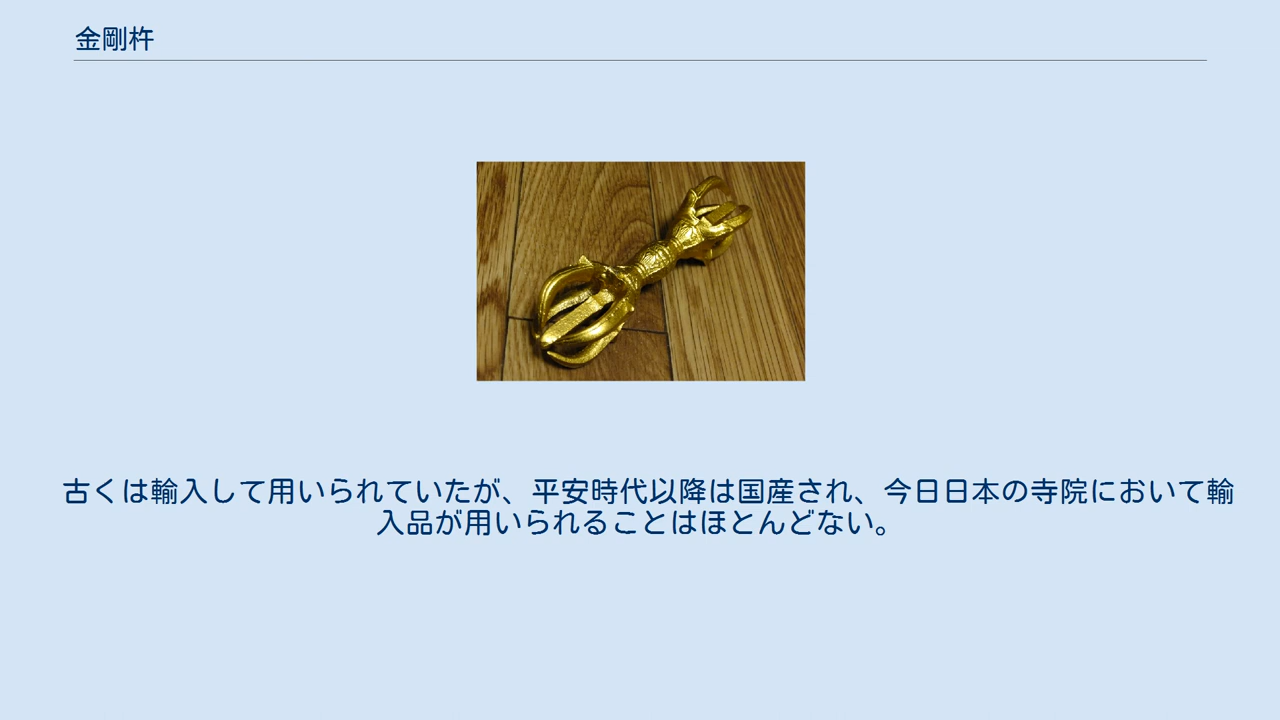 金剛杵
古くは輸入して用いられていたが、平安時代以降は国産され、今日日本の寺院において輸
入品が用いられることはほとんどない。